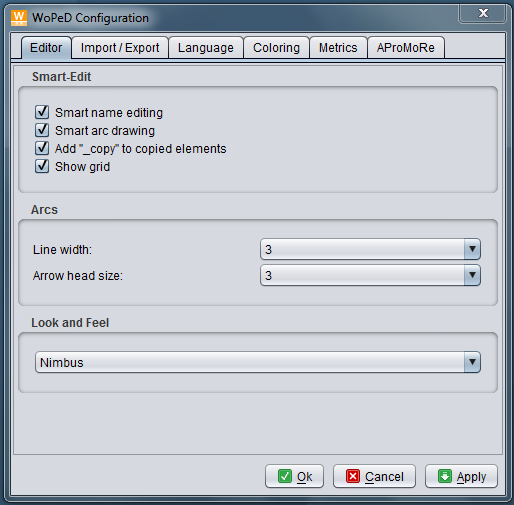 WoPeD Configuration
Editor Import / Export Language Coloring Metrics AProMoRe
Smart-Edit
Smart name editing
Smart arc drawing
Add "_copy" to copied elements
Show grid
Arcs
Line width: 3
Arrow head size: 3
Look and Feel
Nimbus
Ok Cancel Apply